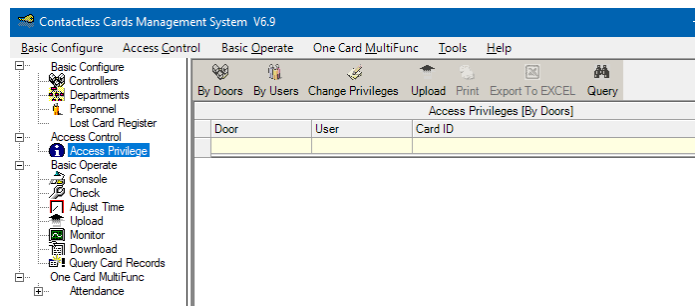 Contactless Cards Management System V6.9
Basic Configure Access Control Basic Operate One Card MultiFunc Tools Help
Basic Configure
Controllers
Departments
Personnel
Lost Card Register
Access Control
Access Privilege
Basic Operate
Console
Check
Adjust Time
Upload
Monitor
Download
Query Card Records
One Card MultiFunc
Attendance
By Doors By Users Change Privileges Upload Print Export To EXCEL Query
Access Privileges [By Doors]
Door User Card ID